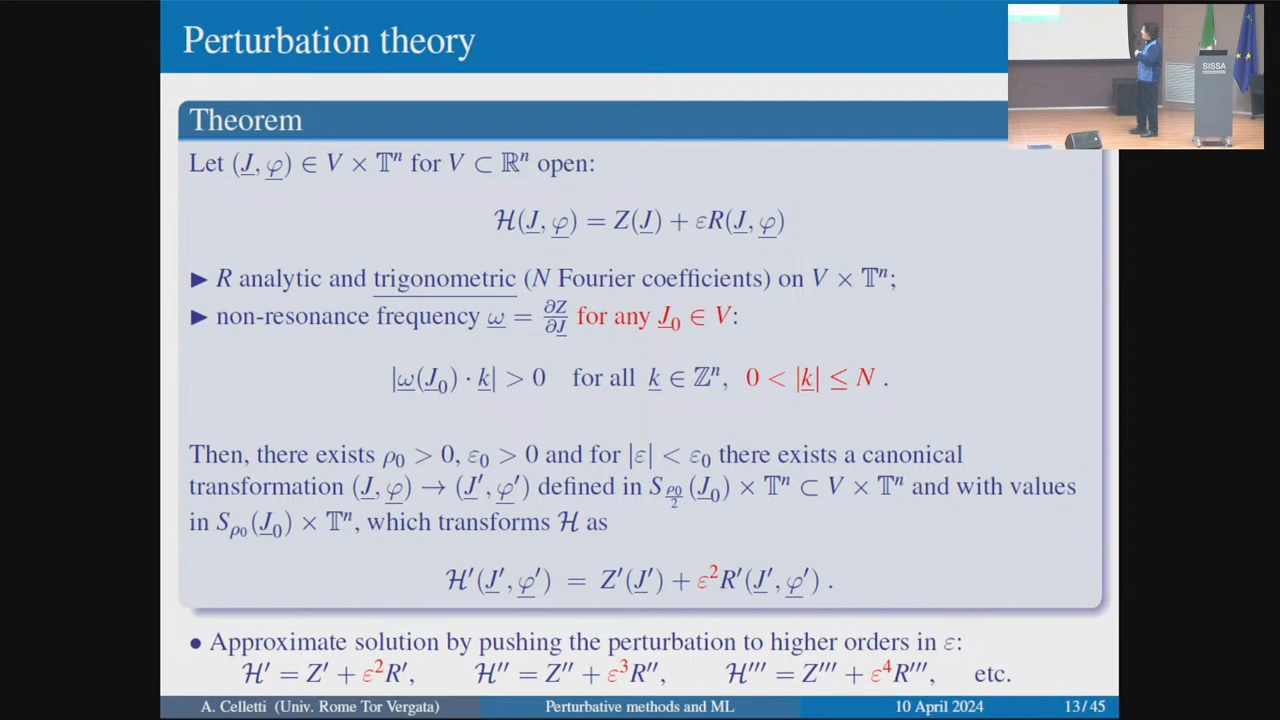 Perturbation theory
SISSA
Theorem
Let (J, φ) ∈ V × 𝕋ⁿ for V ⊂ ℝⁿ open:
ℋ(J, φ) = Z(J) + εR(J, φ)
▶ R analytic and trigonometric (N Fourier coefficients) on V × 𝕋ⁿ;
▶ non-resonance frequency ω = ∂Z/∂J for any J₀ ∈ V:
|ω(J₀) · k| > 0 for all k ∈ ℤⁿ, 0 < |k| ≤ N .
Then, there exists ρ₀ > 0, ε₀ > 0 and for |ε| < ε₀ there exists a canonical
transformation (J, φ) → (J′, φ′) defined in S_{ρ₀/2}(J₀) × 𝕋ⁿ ⊂ V × 𝕋ⁿ and with values
in S_{ρ₀}(J₀) × 𝕋ⁿ, which transforms ℋ as
ℋ′(J′, φ′) = Z′(J′) + ε²R′(J′, φ′) .
• Approximate solution by pushing the perturbation to higher orders in ε:
ℋ′ = Z′ + ε²R′, ℋ″ = Z″ + ε³R″, ℋ‴ = Z‴ + ε⁴R‴, etc.
A. Celletti (Univ. Rome Tor Vergata) Perturbative methods and ML 10 April 2024 13/45